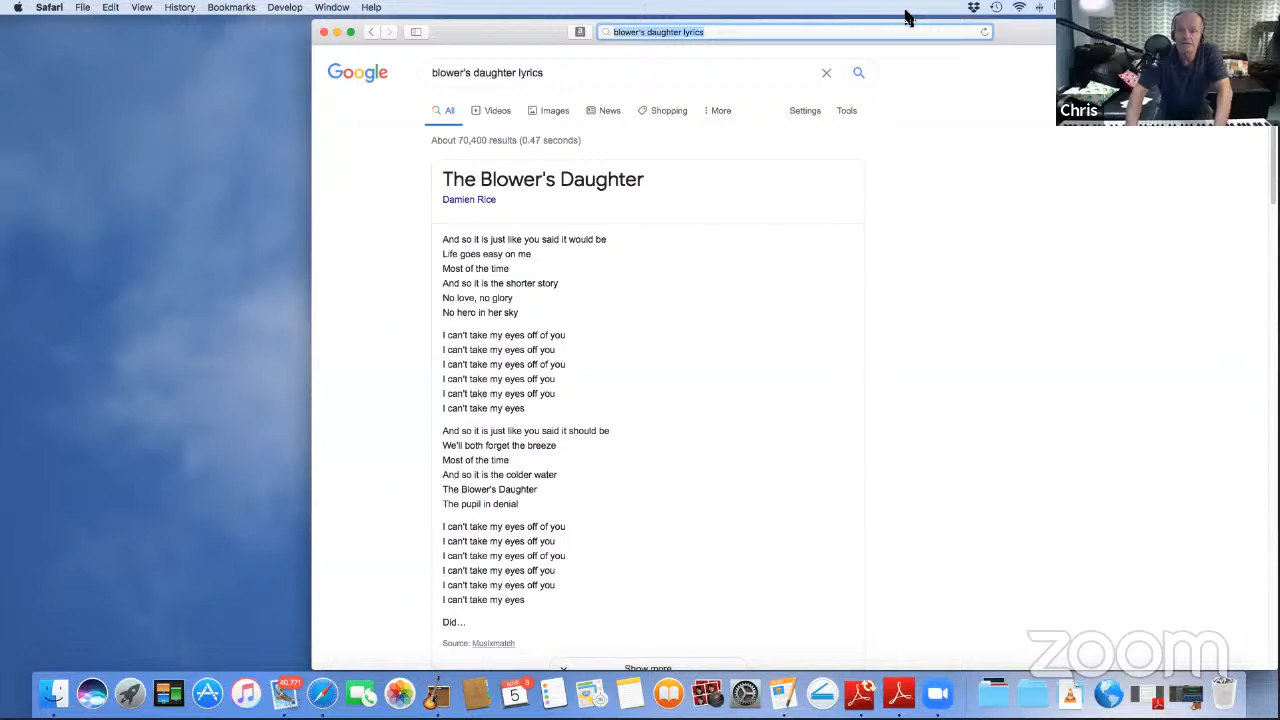 Safari File Edit View History Bookmarks Develop Window Help
blower's daughter lyrics
Google blower's daughter lyrics
Chris
All Videos Images News Shopping More Settings Tools
About 70,400 results (0.47 seconds)
The Blower's Daughter
Damien Rice
And so it is just like you said it would be
Life goes easy on me
Most of the time
And so it is the shorter story
No love, no glory
No hero in her sky
I can't take my eyes off of you
I can't take my eyes off you
I can't take my eyes off of you
I can't take my eyes off you
I can't take my eyes off you
I can't take my eyes
And so it is just like you said it should be
We'll both forget the breeze
Most of the time
And so it is the colder water
The Blower's Daughter
The pupil in denial
I can't take my eyes off of you
I can't take my eyes off you
I can't take my eyes off of you
I can't take my eyes off you
I can't take my eyes off you
I can't take my eyes
Did...
Source: Musixmatch
Show more
zoom
40,771
MAR 3
5